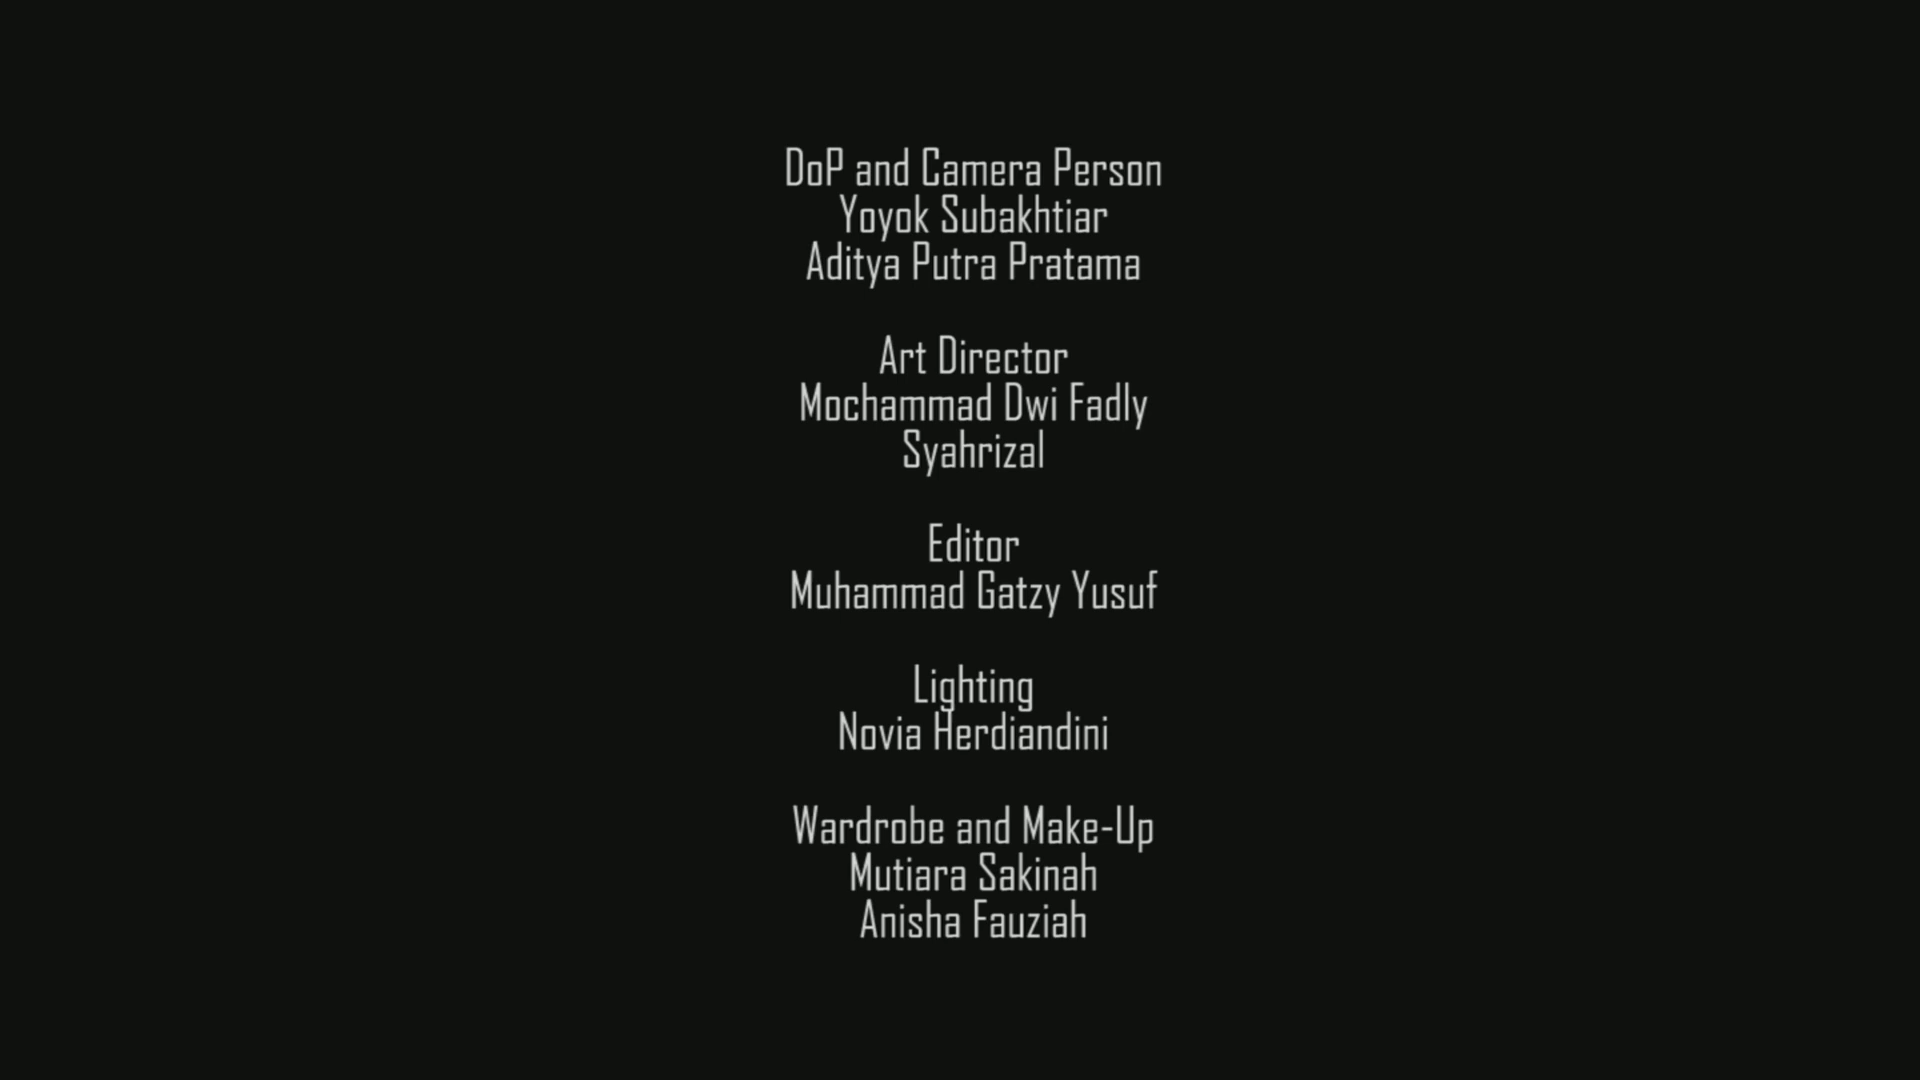 DoP and Camera Person
Yoyok Subakhtiar
Aditya Putra Pratama
Art Director
Mochammad Dwi Fadly
Syahrizal
Editor
Muhammad Gatzy Yusuf
Lighting
Novia Herdiandini
Wardrobe and Make-Up
Mutiara Sakinah
Anisha Fauziah